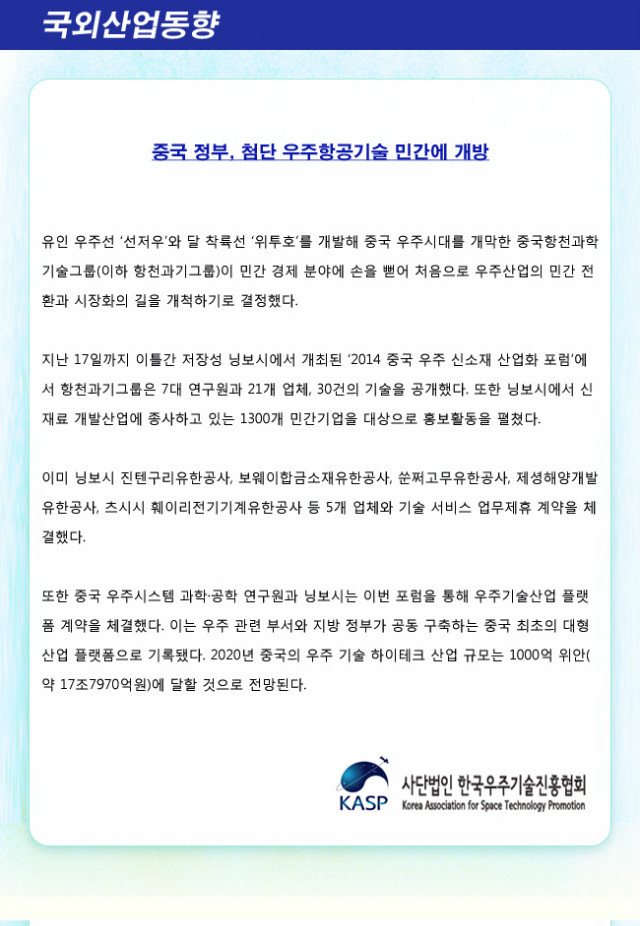 국외산업동향
중국 정부, 첨단 우주항공기술 민간에 개방
유인 우주선 ‘선저우’와 달 착륙선 ‘위투호’를 개발해 중국 우주시대를 개막한 중국항천과학
기술그룹(이하 항천과기그룹)이 민간 경제 분야에 손을 뻗어 처음으로 우주산업의 민간 전
환과 시장화의 길을 개척하기로 결정했다.
지난 17일까지 이틀간 저장성 닝보시에서 개최된 ‘2014 중국 우주 신소재 산업화 포럼’에
서 항천과기그룹은 7대 연구원과 21개 업체, 30건의 기술을 공개했다. 또한 닝보시에서 신
재료 개발산업에 종사하고 있는 1300개 민간기업을 대상으로 홍보활동을 펼쳤다.
이미 닝보시 진텐구리유한공사, 보웨이합금소재유한공사, 쑨쩌고무유한공사, 제셩해양개발
유한공사, 츠시시 훼이리전기기계유한공사 등 5개 업체와 기술 서비스 업무제휴 계약을 체
결했다.
또한 중국 우주시스템 과학·공학 연구원과 닝보시는 이번 포럼을 통해 우주기술산업 플랫
폼 계약을 체결했다. 이는 우주 관련 부서와 지방 정부가 공동 구축하는 중국 최초의 대형
산업 플랫폼으로 기록됐다. 2020년 중국의 우주 기술 하이테크 산업 규모는 1000억 위안(
약 17조7970억원)에 달할 것으로 전망된다.
KASP
사단법인 한국우주기술진흥협회
Korea Association for Space Technology Promotion